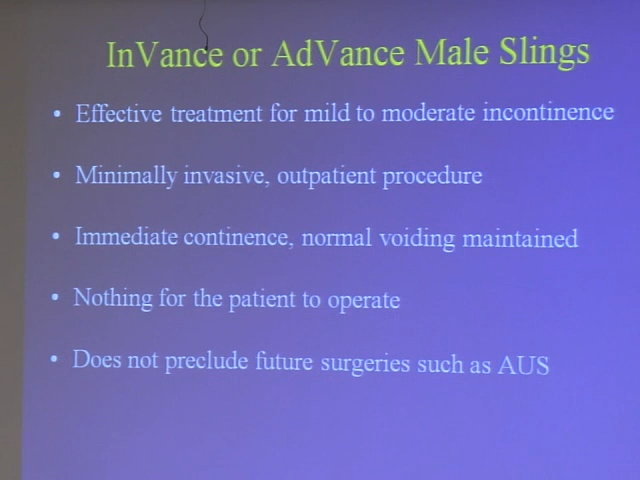 InVance or AdVance Male Slings
• Effective treatment for mild to moderate incontinence
• Minimally invasive, outpatient procedure
• Immediate continence, normal voiding maintained
• Nothing for the patient to operate
• Does not preclude future surgeries such as AUS